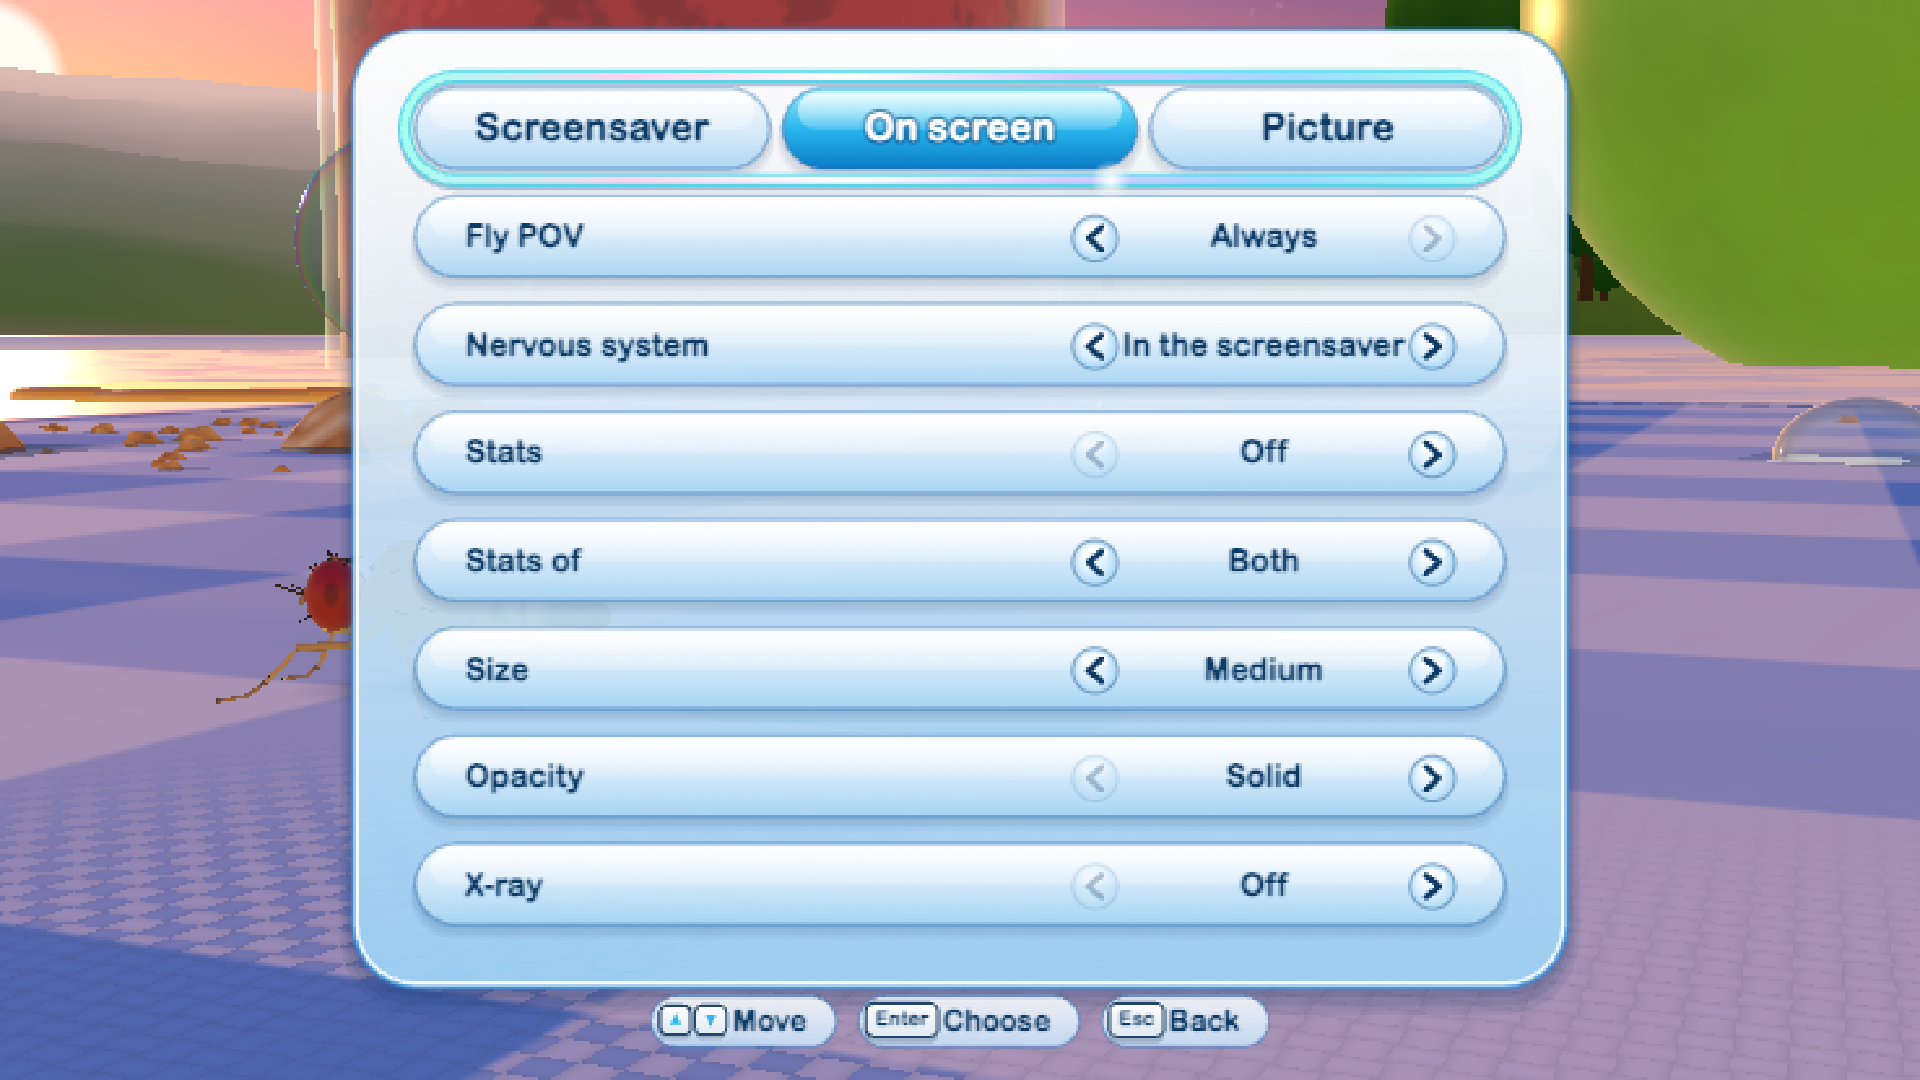 Screensaver On screen Picture
Fly POV Always
Nervous system In the screensaver
Stats Off
Stats of Both
Size Medium
Opacity Solid
X-ray Off
Move Enter Choose Esc Back